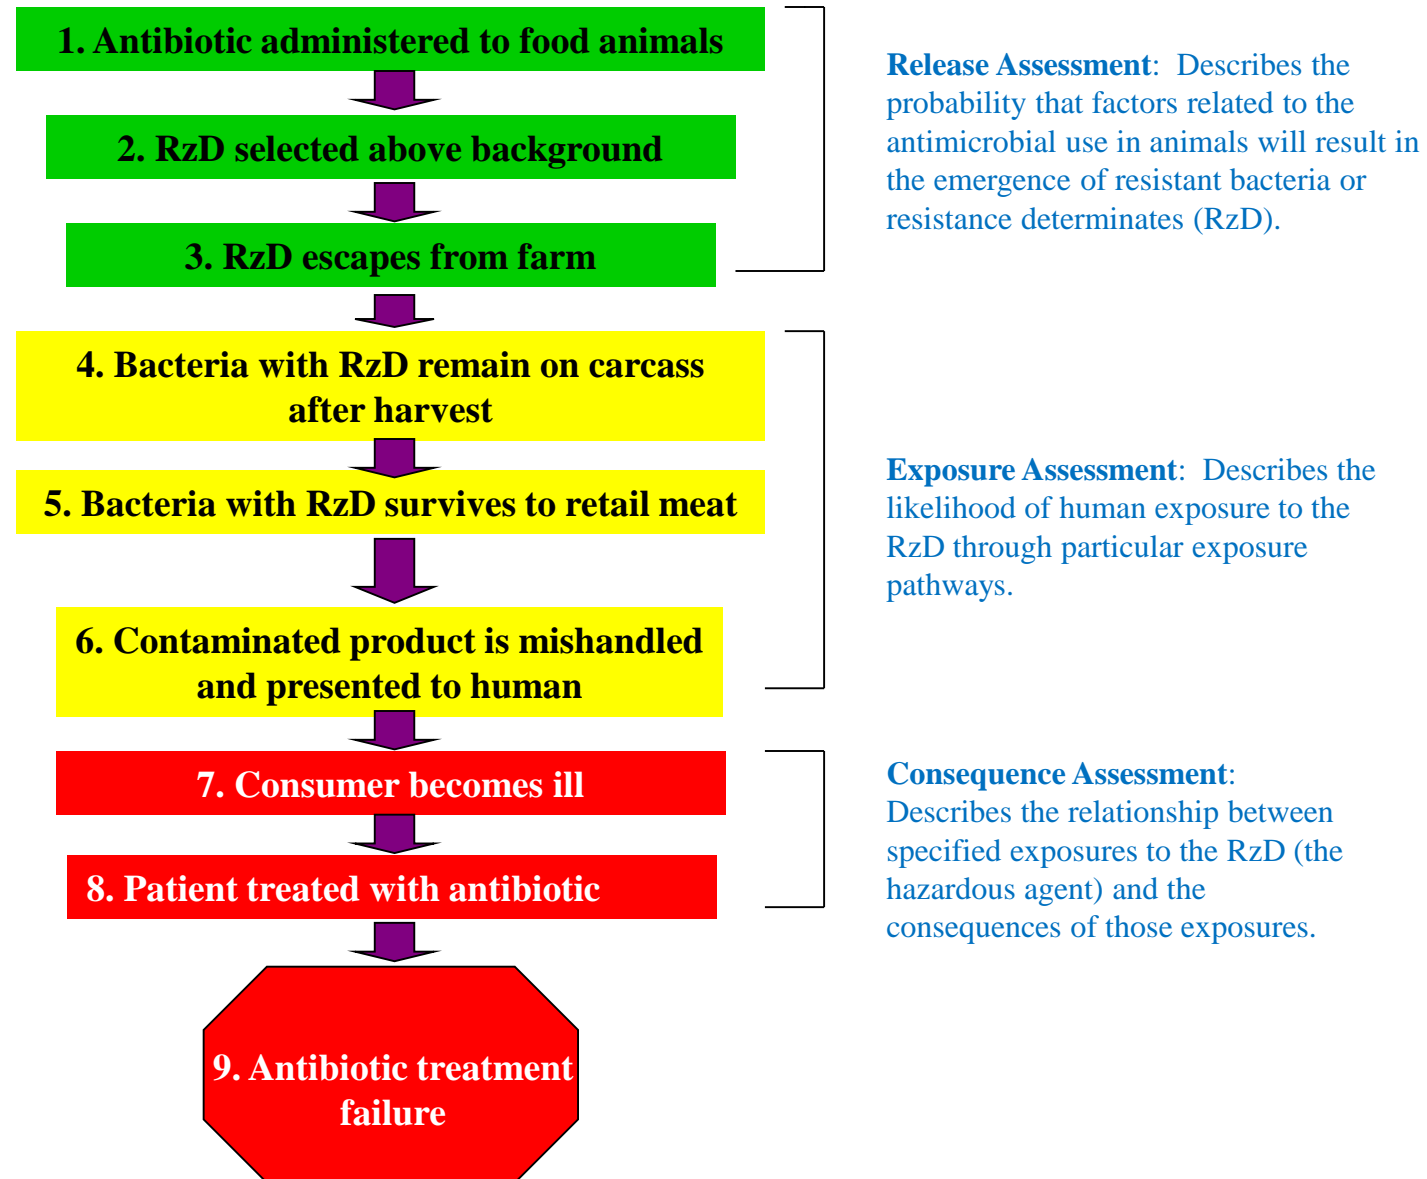 1. Antibiotic administered to food animals
2. RzD selected above background
3. RzD escapes from farm
Release Assessment: Describes the
probability that factors related to the
antimicrobial use in animals will result in
the emergence of resistant bacteria or
resistance determinates (RzD).
4. Bacteria with RzD remain on carcass
after harvest
5. Bacteria with RzD survives to retail meat
6. Contaminated product is mishandled
and presented to human
Exposure Assessment: Describes the
likelihood of human exposure to the
RzD through particular exposure
pathways.
7. Consumer becomes ill
8. Patient treated with antibiotic
Consequence Assessment:
Describes the relationship between
specified exposures to the RzD (the
hazardous agent) and the
consequences of those exposures.
9. Antibiotic treatment
failure